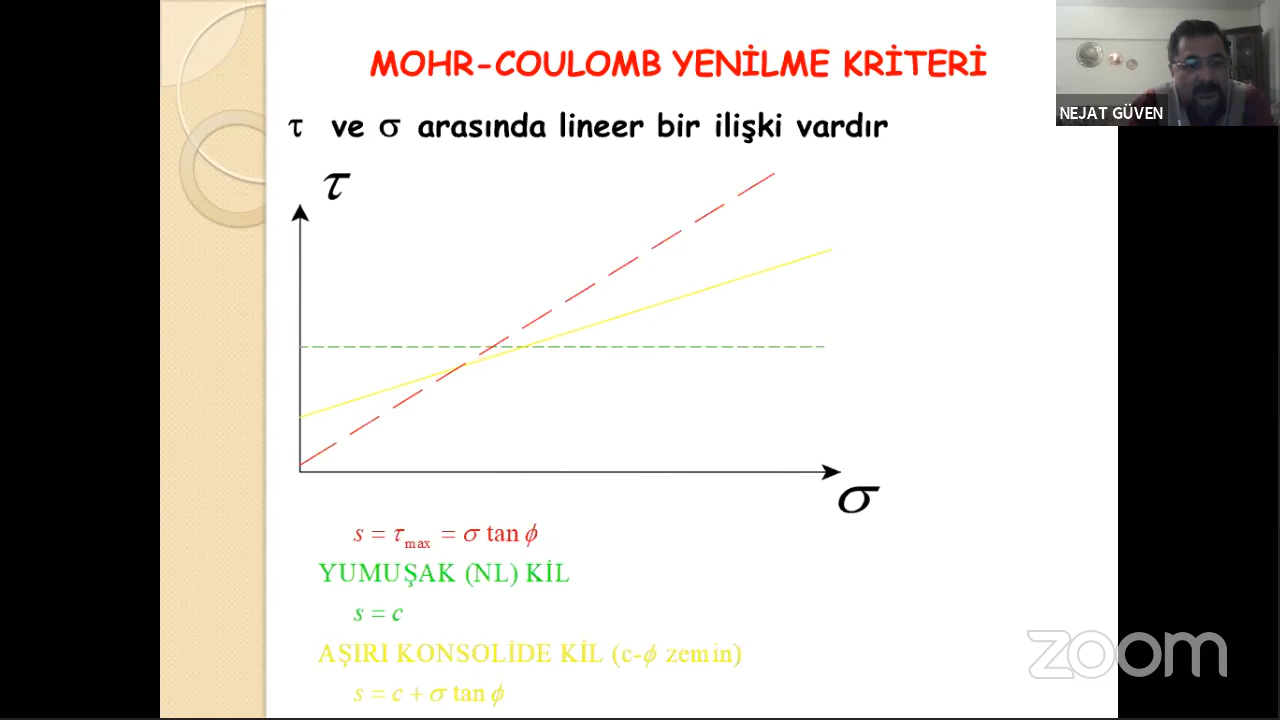 MOHR-COULOMB YENİLME KRİTERİ
NEJAT GÜVEN
τ ve σ arasında lineer bir ilişki vardır
τ
σ
s = τmax = σ tan ϕ
YUMUŞAK (NL) KİL
s = c
AŞIRI KONSOLİDE KİL (c-ϕ zemin)
s = c + σ tan ϕ
zoom